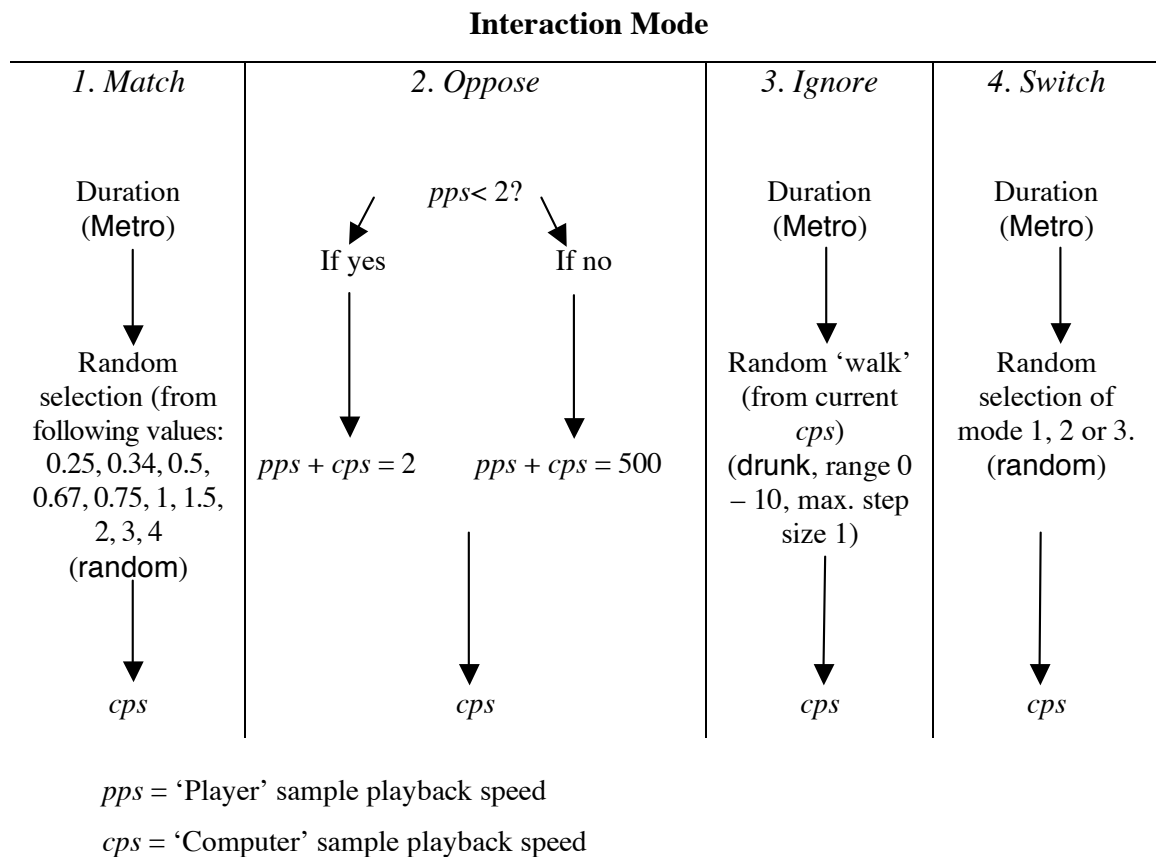 Interaction Mode
1. Match
Duration
(Metro)
Random
selection (from
following values:
0.25, 0.34, 0.5,
0.67, 0.75, 1, 1.5,
2, 3, 4
(random)
cps
2. Oppose
pps< 2?
If yes
If no
pps + cps = 2
pps + cps = 500
cps
3. Ignore
Duration
(Metro)
Random ‘walk’
(from current
cps)
(drunk, range 0
– 10, max. step
size 1)
cps
4. Switch
Duration
(Metro)
Random
selection of
mode 1, 2 or 3.
(random)
cps
pps = ‘Player’ sample playback speed
cps = ‘Computer’ sample playback speed